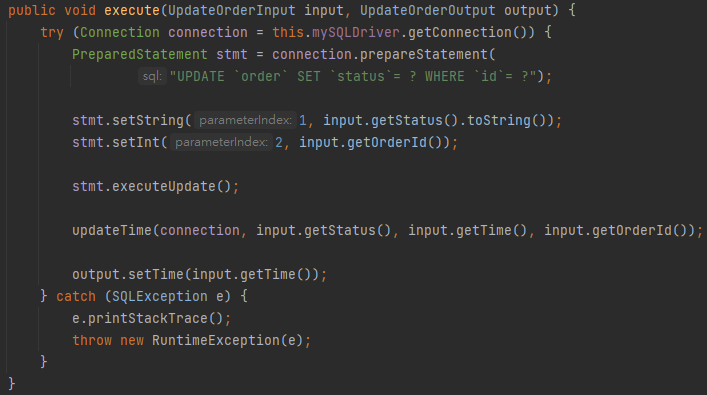 public void execute(UpdateOrderInput input, UpdateOrderOutput output) {
    try (Connection connection = this.mySQLDriver.getConnection()) {
        PreparedStatement stmt = connection.prepareStatement(
                sql: "UPDATE `order` SET `status`= ? WHERE `id`= ?");
        stmt.setString( parameterIndex: 1, input.getStatus().toString());
        stmt.setInt( parameterIndex: 2, input.getOrderId());
        stmt.executeUpdate();
        updateTime(connection, input.getStatus(), input.getTime(), input.getOrderId());
        output.setTime(input.getTime());
    } catch (SQLException e) {
        e.printStackTrace();
        throw new RuntimeException(e);
    }
}